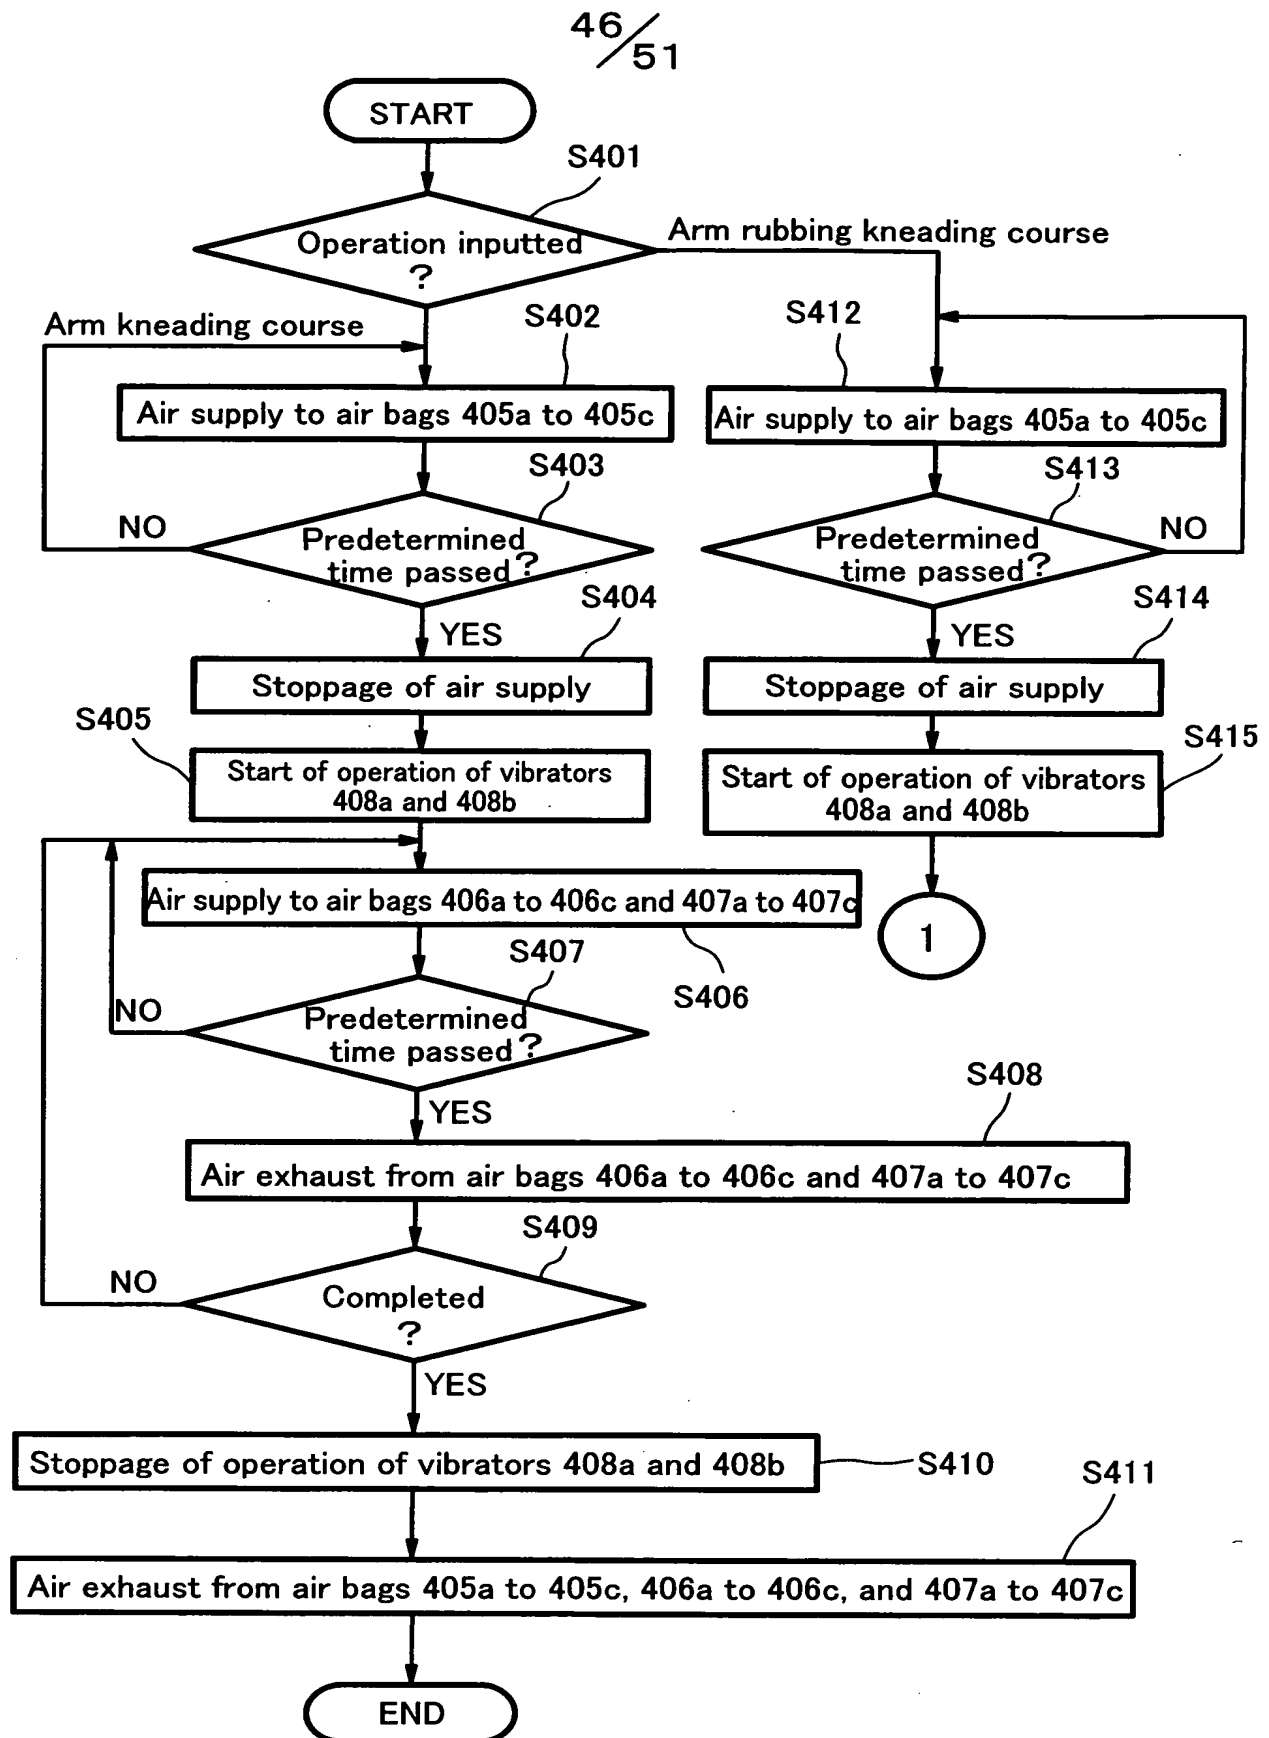 46/51
START
S401
Operation inputted
?
Arm rubbing kneading course
Arm kneading course
S402
S412
Air supply to air bags 405a to 405c
Air supply to air bags 405a to 405c
S403
S413
NO
Predetermined
time passed?
Predetermined
time passed?
NO
S404
S414
YES
YES
Stoppage of air supply
Stoppage of air supply
S405
S415
Start of operation of vibrators
408a and 408b
Start of operation of vibrators
408a and 408b
Air supply to air bags 406a to 406c and 407a to 407c
1
S407
S406
NO
Predetermined
time passed?
S408
YES
Air exhaust from air bags 406a to 406c and 407a to 407c
S409
NO
Completed
?
YES
Stoppage of operation of vibrators 408a and 408b
S410
S411
Air exhaust from air bags 405a to 405c, 406a to 406c, and 407a to 407c
END